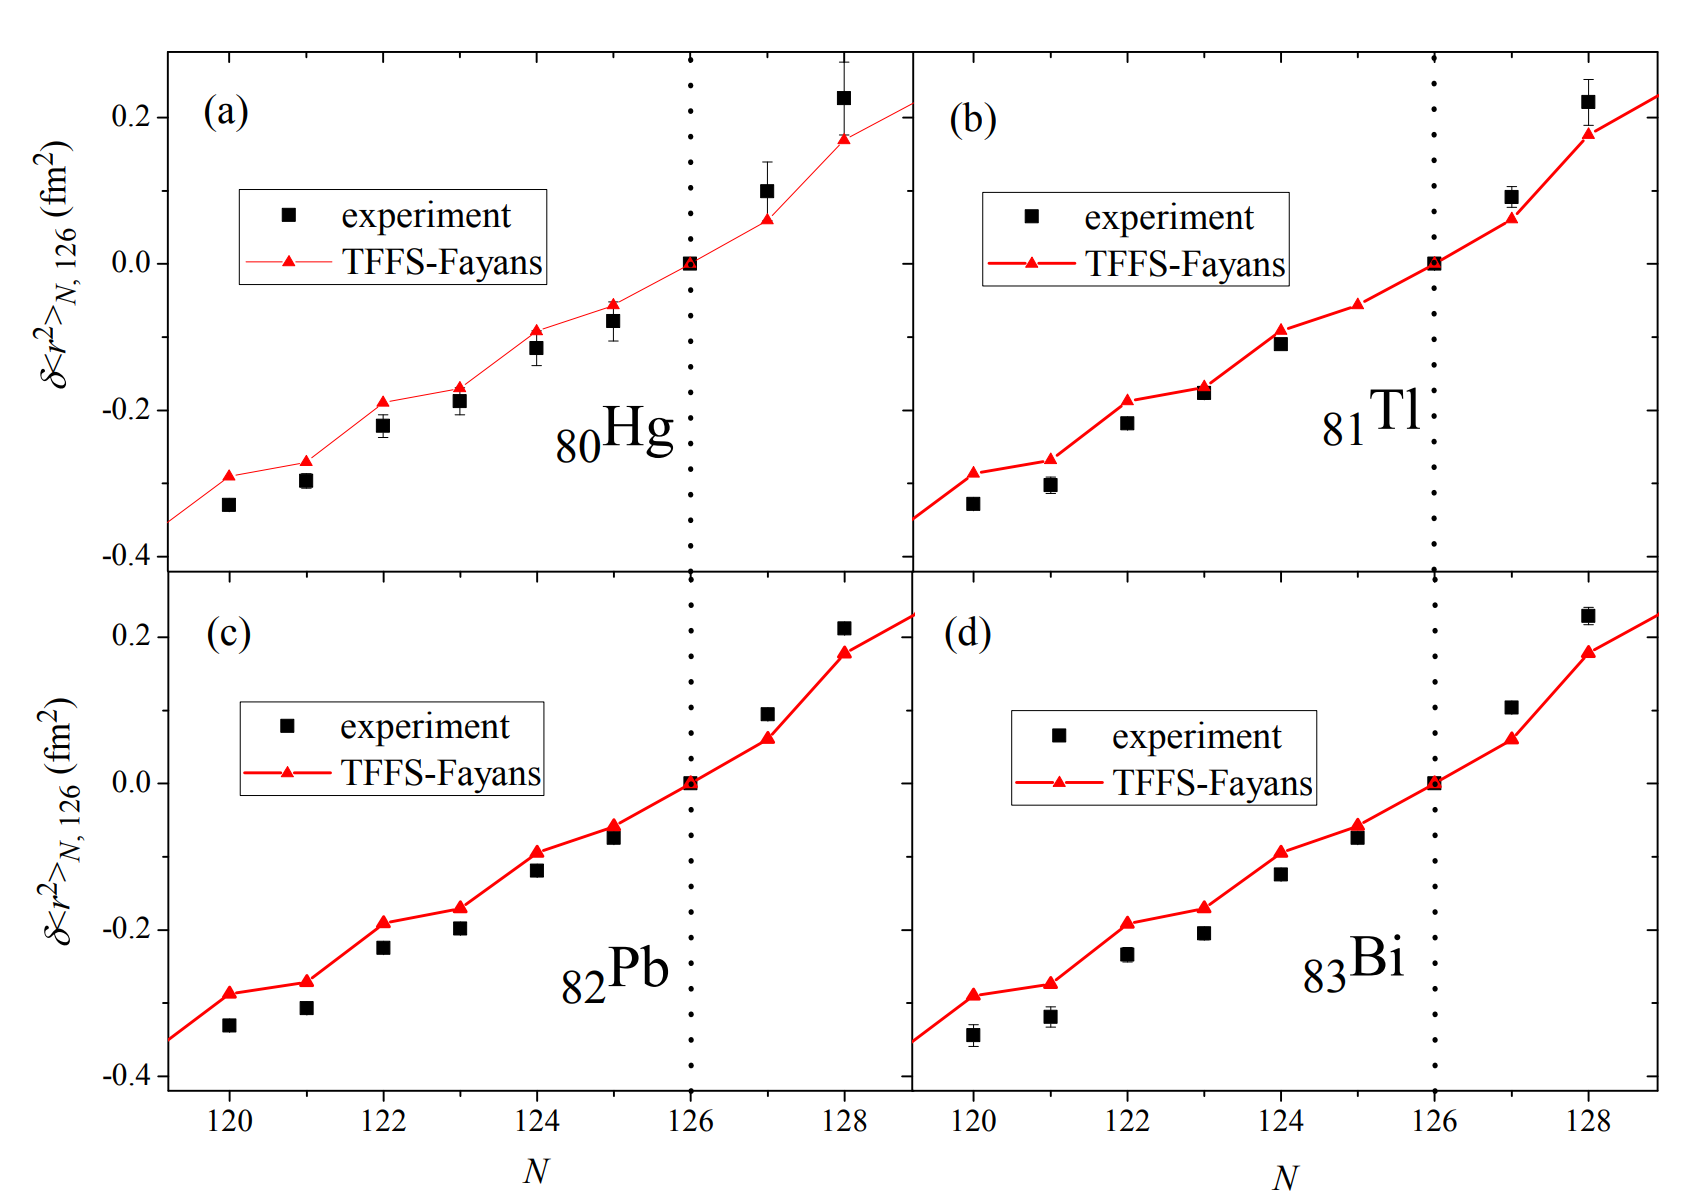 (a)
experiment
TFFS-Fayans
80Hg
0.2
0.0
-0.2
-0.4
δ<r2>N, 126 (fm2)
(b)
experiment
TFFS-Fayans
81Tl
(c)
experiment
TFFS-Fayans
82Pb
0.2
0.0
-0.2
-0.4
δ<r2>N, 126 (fm2)
120 122 124 126 128
N
(d)
experiment
TFFS-Fayans
83Bi
120 122 124 126 128
N